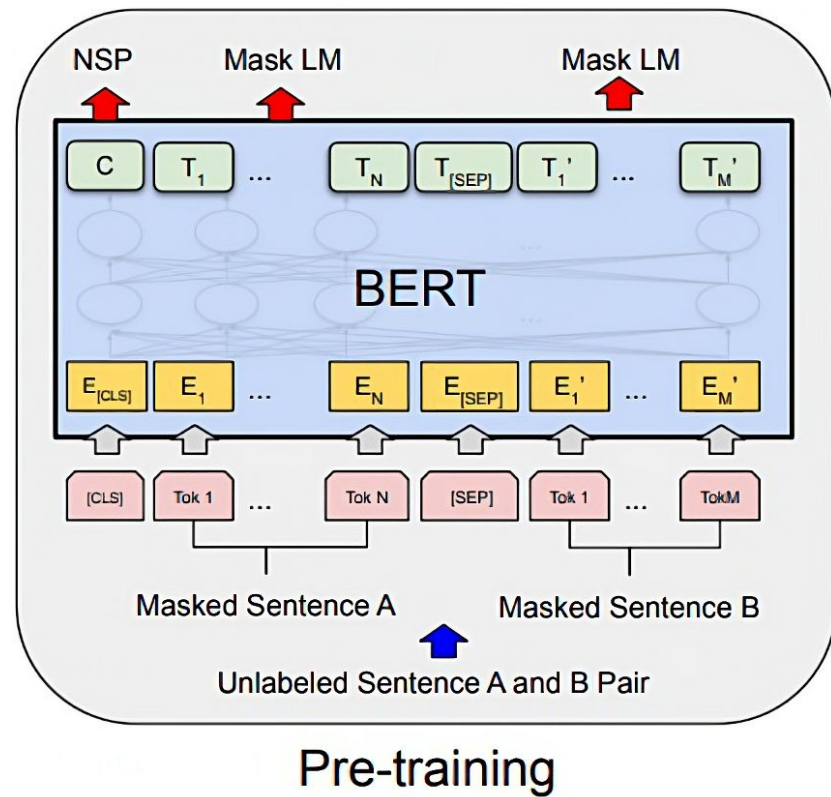 NSP Mask LM Mask LM
C T1 ... TN T[SEP] T1' ... TM'
BERT
E[CLS] E1 ... EN E[SEP] E1' ... EM'
[CLS] Tok 1 ... Tok N [SEP] Tok 1 ... TokM
Masked Sentence A Masked Sentence B
Unlabeled Sentence A and B Pair
Pre-training